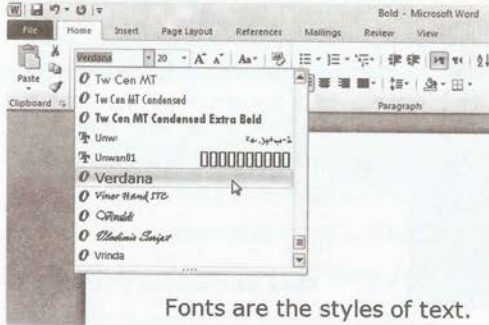 Bold - Microsoft Word
File Home Insert Page Layout References Mailings Review View
Verdana 20 A A Aa
Paste
Clipboard
Paragraph
Tw Cen MT
Tw Cen MT Condensed
Tw Cen MT Condensed Extra Bold
Unwan01
Verdana
Viner Hand ITC
Vivaldi
Vladimir Script
Vrinda
Fonts are the styles of text.